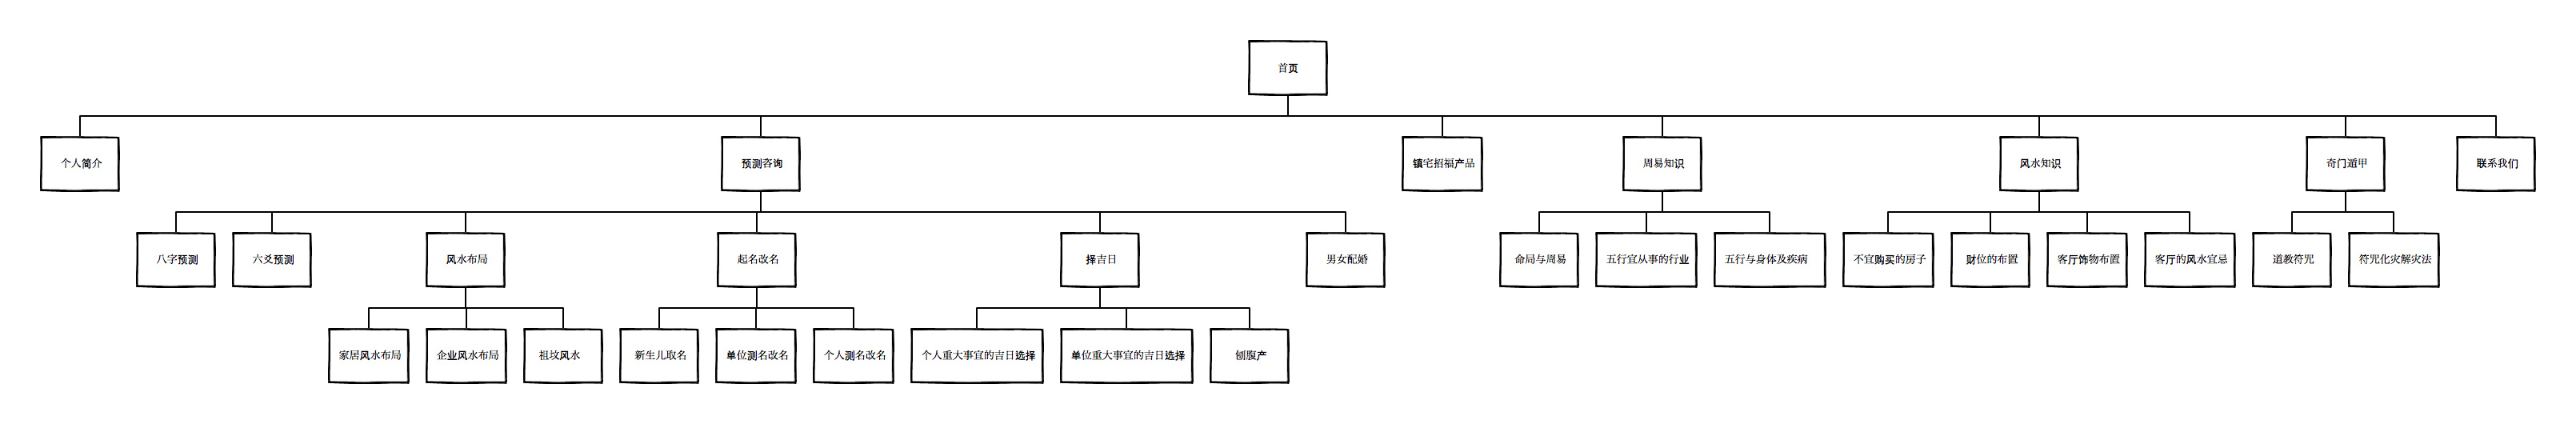 首页
个人简介
预测咨询
镇宅招福产品
周易知识
风水知识
奇门遁甲
联系我们
八字预测
六爻预测
风水布局
起名改名
择吉日
男女配婚
命局与周易
五行宜从事的行业
五行与身体及疾病
不宜购买的房子
财位的布置
客厅饰物布置
客厅的风水宜忌
道教符咒
符咒化灾解灾法
家居风水布局
企业风水布局
祖坟风水
新生儿取名
单位测名改名
个人测名改名
个人重大事宜的吉日选择
单位重大事宜的吉日选择
刨腹产